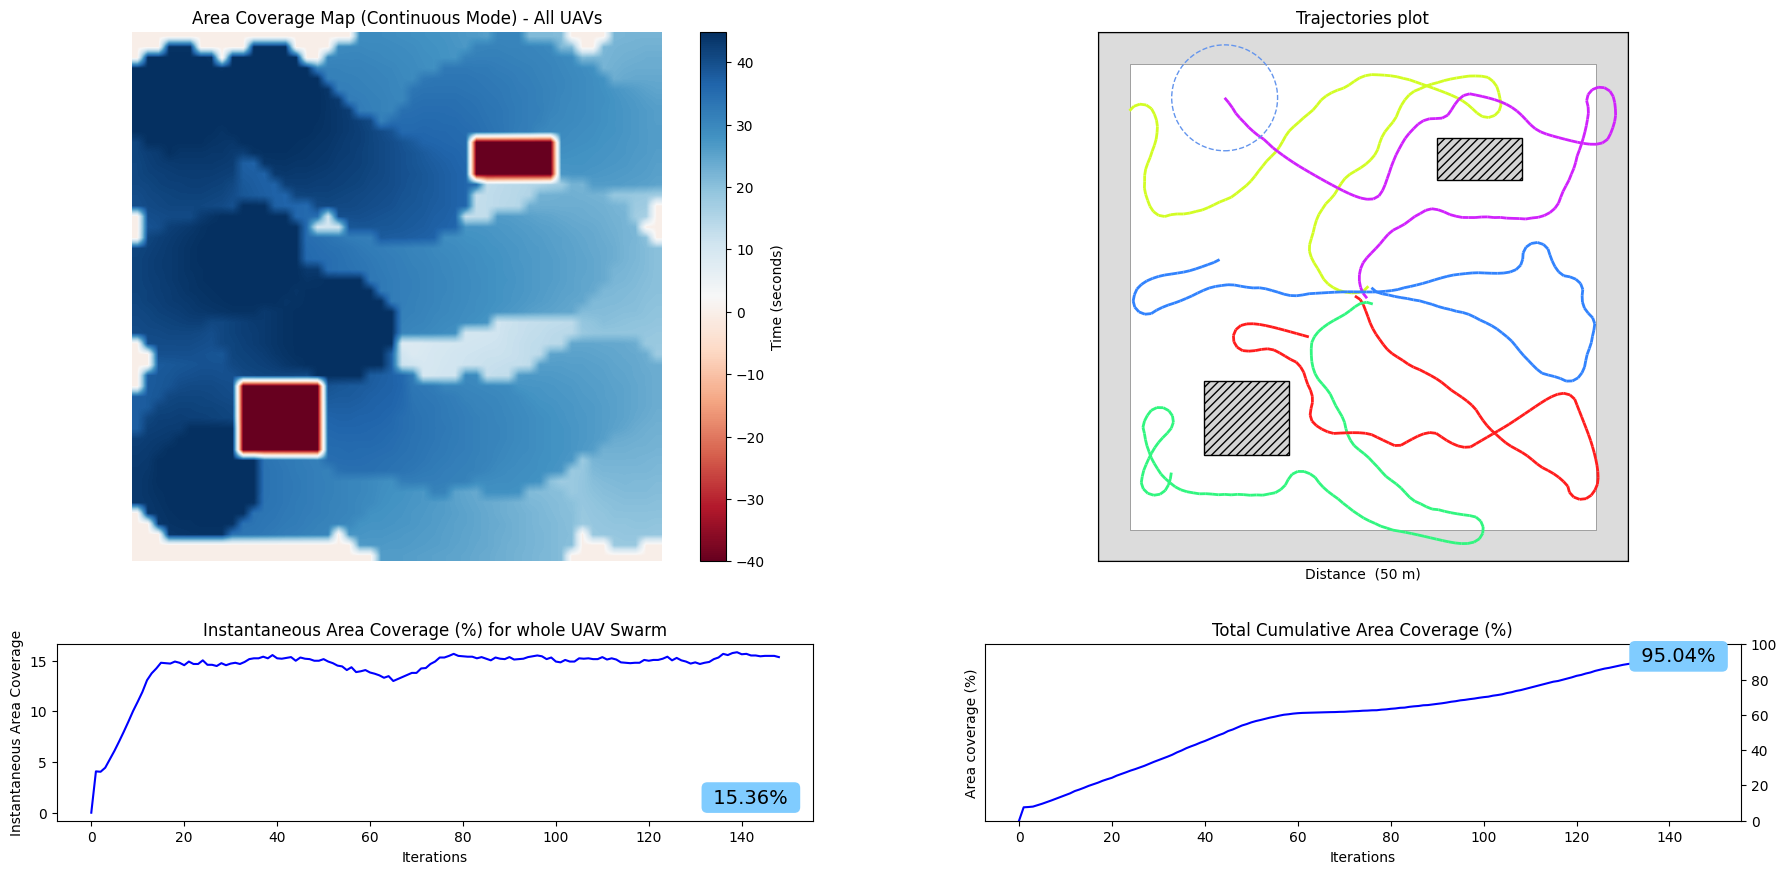 Area Coverage Map (Continuous Mode) - All UAVs
40
30
20
10
0
−10
−20
−30
−40
Time (seconds)
Trajectories plot
Distance  (50 m)
Instantaneous Area Coverage (%) for whole UAV Swarm
Instantaneous Area Coverage
15
10
5
0
15.36%
0 20 40 60 80 100 120 140
Iterations
Total Cumulative Area Coverage (%)
Area coverage (%)
95.04%
100
80
60
40
20
0
0 20 40 60 80 100 120 140
Iterations